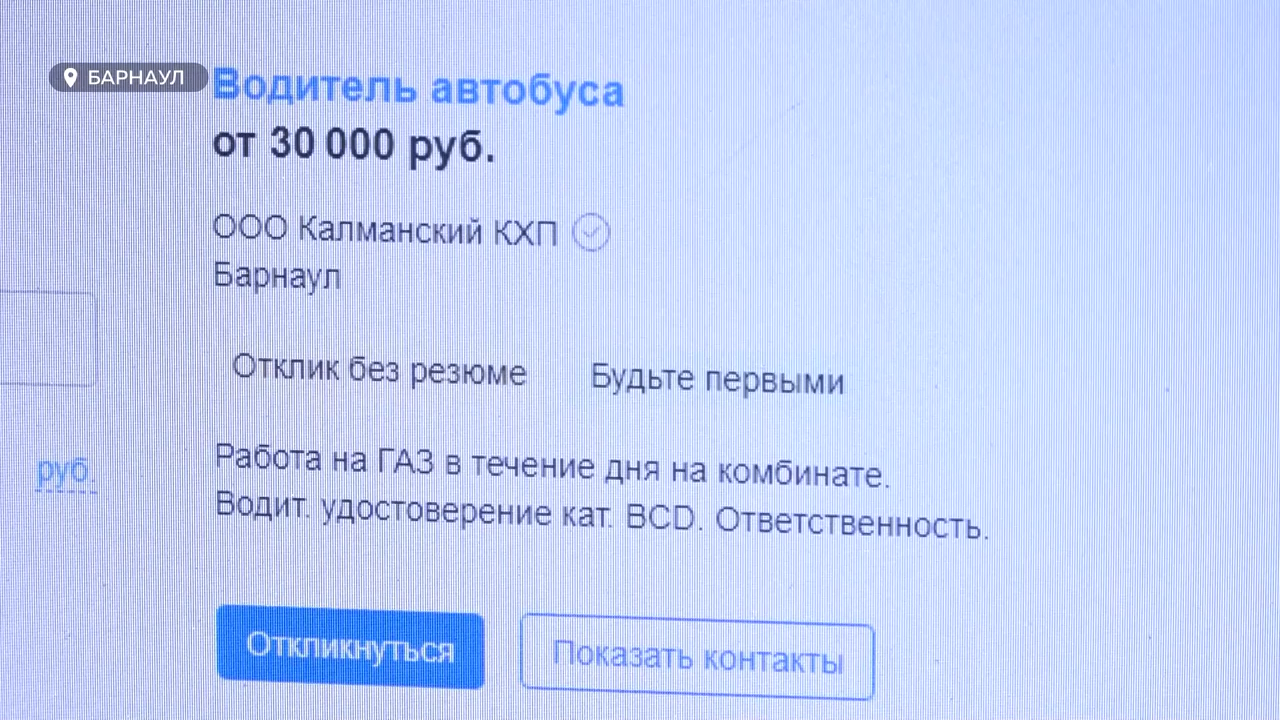 БАРНАУЛ
Водитель автобуса
от 30 000 руб.
ООО Калманский КХП
Барнаул
Отклик без резюме Будьте первыми
руб.
Работа на ГАЗ в течение дня на комбинате.
Водит. удостоверение кат. BCD. Ответственность.
Откликнуться Показать контакты